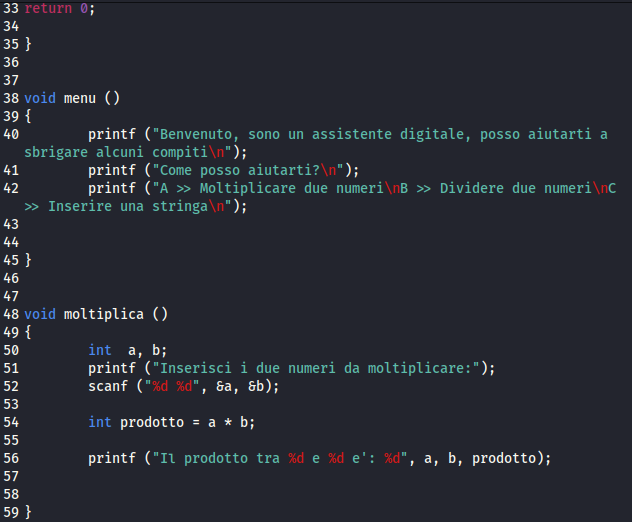 33 return 0;
34
35 }
36
37
38 void menu ()
39 {
40         printf ("Benvenuto, sono un assistente digitale, posso aiutarti a
sbrigare alcuni compiti\n");
41         printf ("Come posso aiutarti?\n");
42         printf ("A >> Moltiplicare due numeri\nB >> Dividere due numeri\nC
>> Inserire una stringa\n");
43
44
45 }
46
47
48 void moltiplica ()
49 {
50         int  a, b;
51         printf ("Inserisci i due numeri da moltiplicare:");
52         scanf ("%d %d", &a, &b);
53
54         int prodotto = a * b;
55
56         printf ("Il prodotto tra %d e %d e': %d", a, b, prodotto);
57
58
59 }